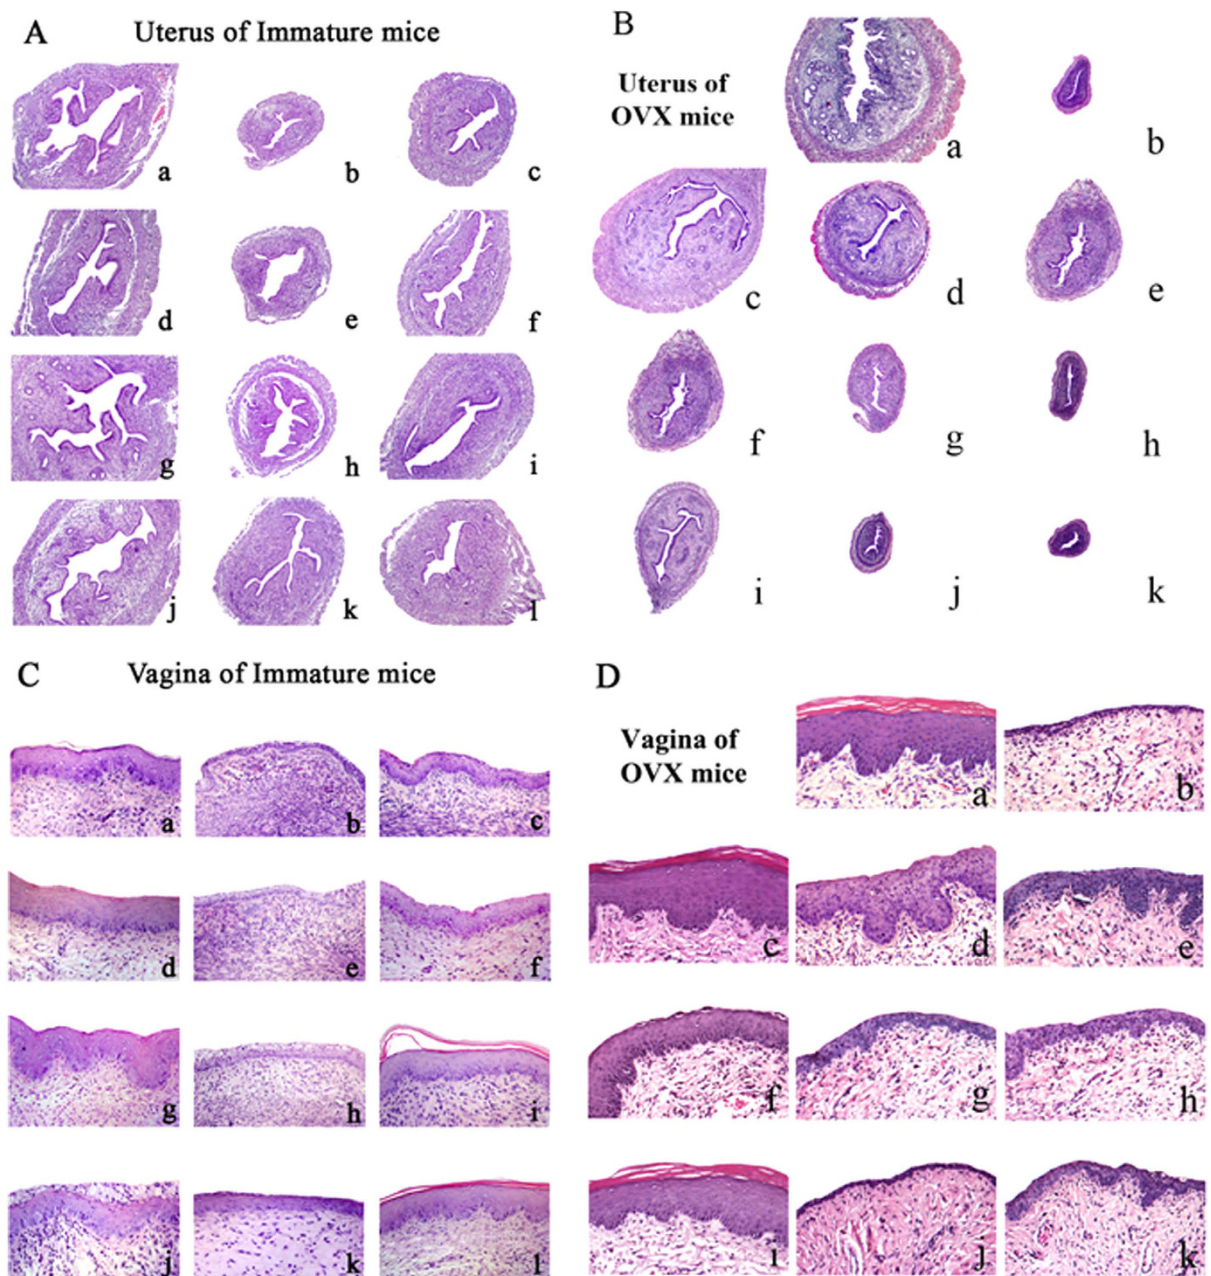 A Uterus of Immature mice
a b c
d e f
g h i
j k l
B
Uterus of
OVX mice
a b
c d e
f g h
i j k
C Vagina of Immature mice
a b c
d e f
g h i
j k l
D
Vagina of
OVX mice
a b
c d e
f g h
i j k